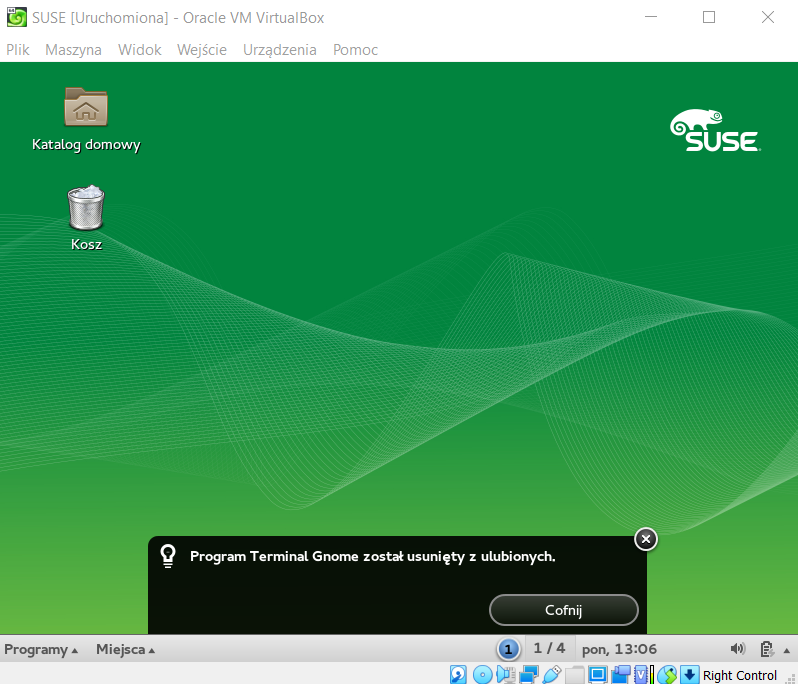 SUSE [Uruchomiona] - Oracle VM VirtualBox
Plik Maszyna Widok Wejście Urządzenia Pomoc
Katalog domowy
SUSE
Kosz
Program Terminal Gnome został usunięty z ulubionych.
Cofnij
Programy Miejsca 1 1 / 4 pon, 13:06
Right Control